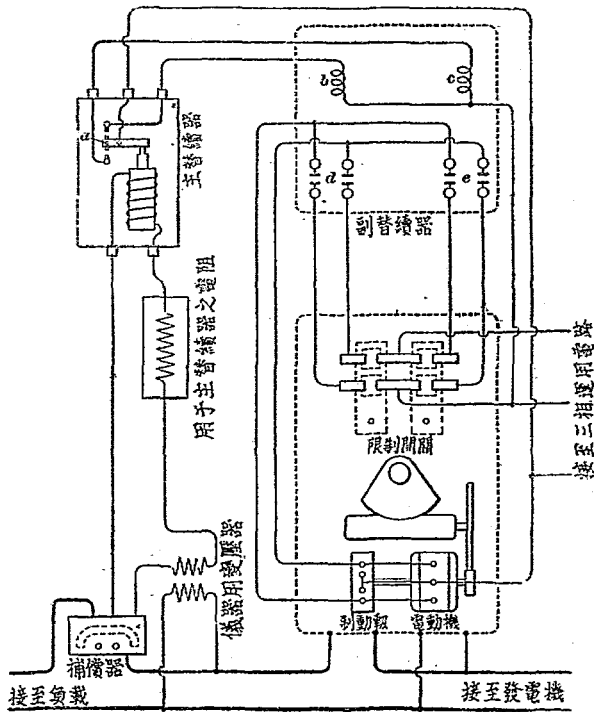 b
c
a
主替續器
d
e
副替續器
用于主替續器之電阻
接至三相運用電路
限制開關
儀器用變壓器
制動輥
電動機
補償器
接至負載
接至發電機